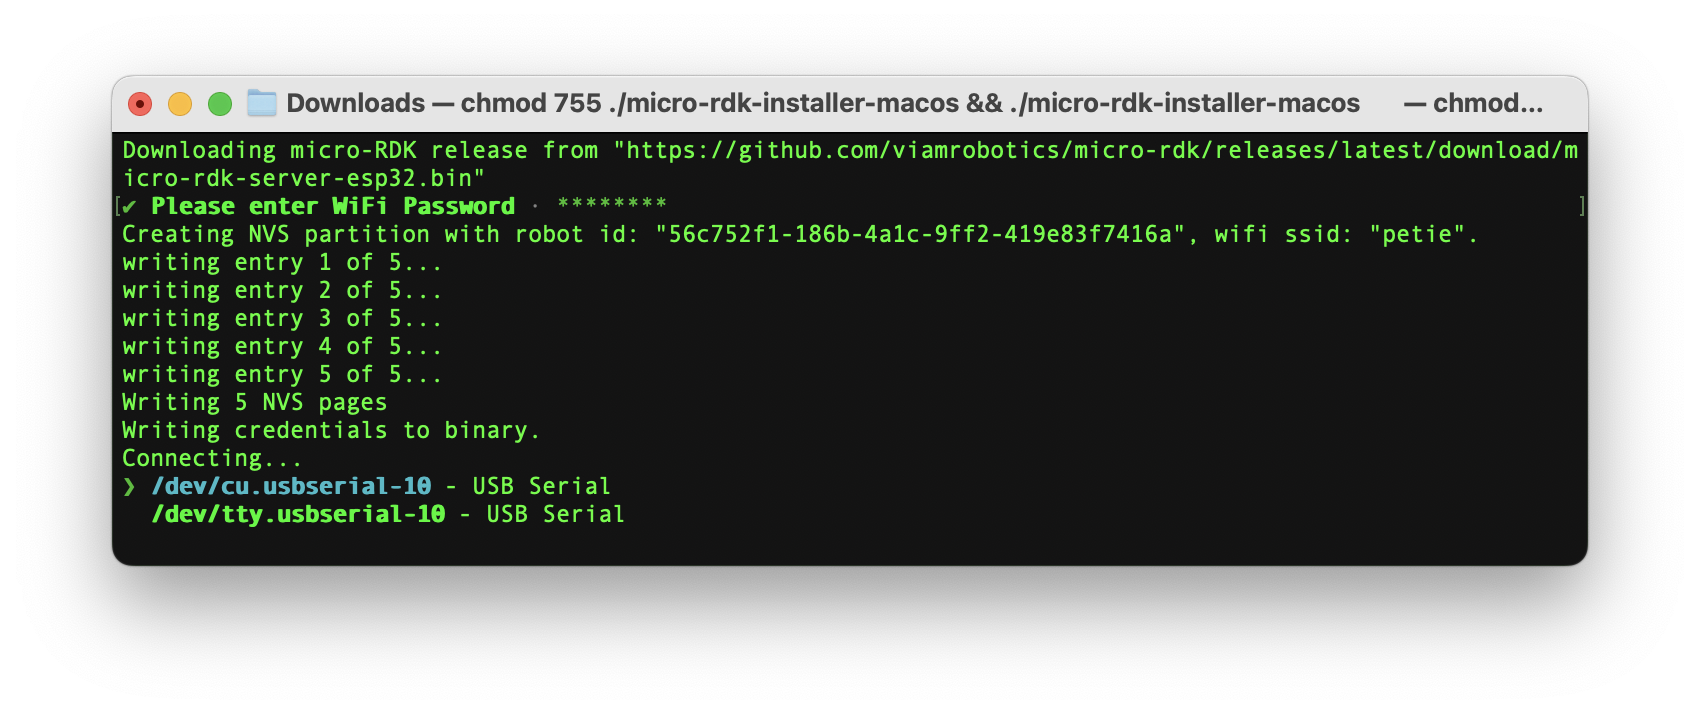 Downloads — chmod 755 ./micro-rdk-installer-macos && ./micro-rdk-installer-macos — chmod...
Downloading micro-RDK release from "https://github.com/viamrobotics/micro-rdk/releases/latest/download/m
icro-rdk-server-esp32.bin"
[✔ Please enter WiFi Password · ******** ]
Creating NVS partition with robot id: "56c752f1-186b-4a1c-9ff2-419e83f7416a", wifi ssid: "petie".
writing entry 1 of 5...
writing entry 2 of 5...
writing entry 3 of 5...
writing entry 4 of 5...
writing entry 5 of 5...
Writing 5 NVS pages
Writing credentials to binary.
Connecting...
❯ /dev/cu.usbserial-10 - USB Serial
/dev/tty.usbserial-10 - USB Serial